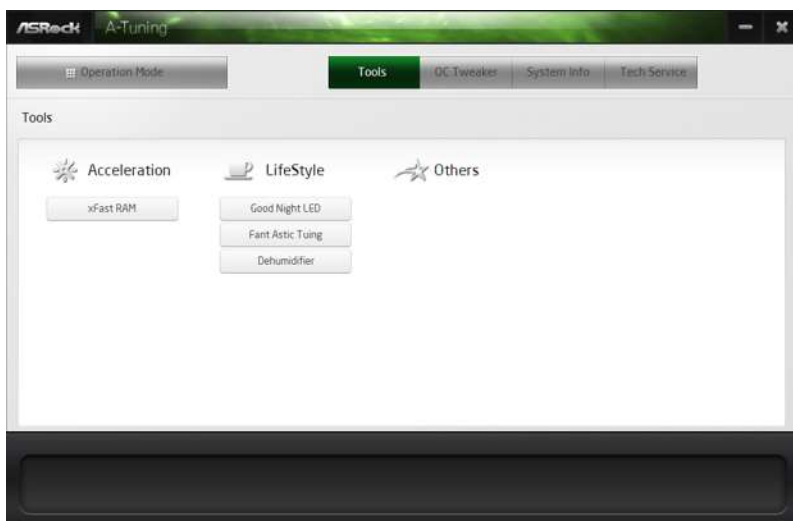 ASRock A-Tuning
Operation Mode
Tools OC Tweaker System Info Tech Service
Tools
Acceleration LifeStyle Others
xFast RAM Good Night LED
Fant Astic Tuing
Dehumidifier